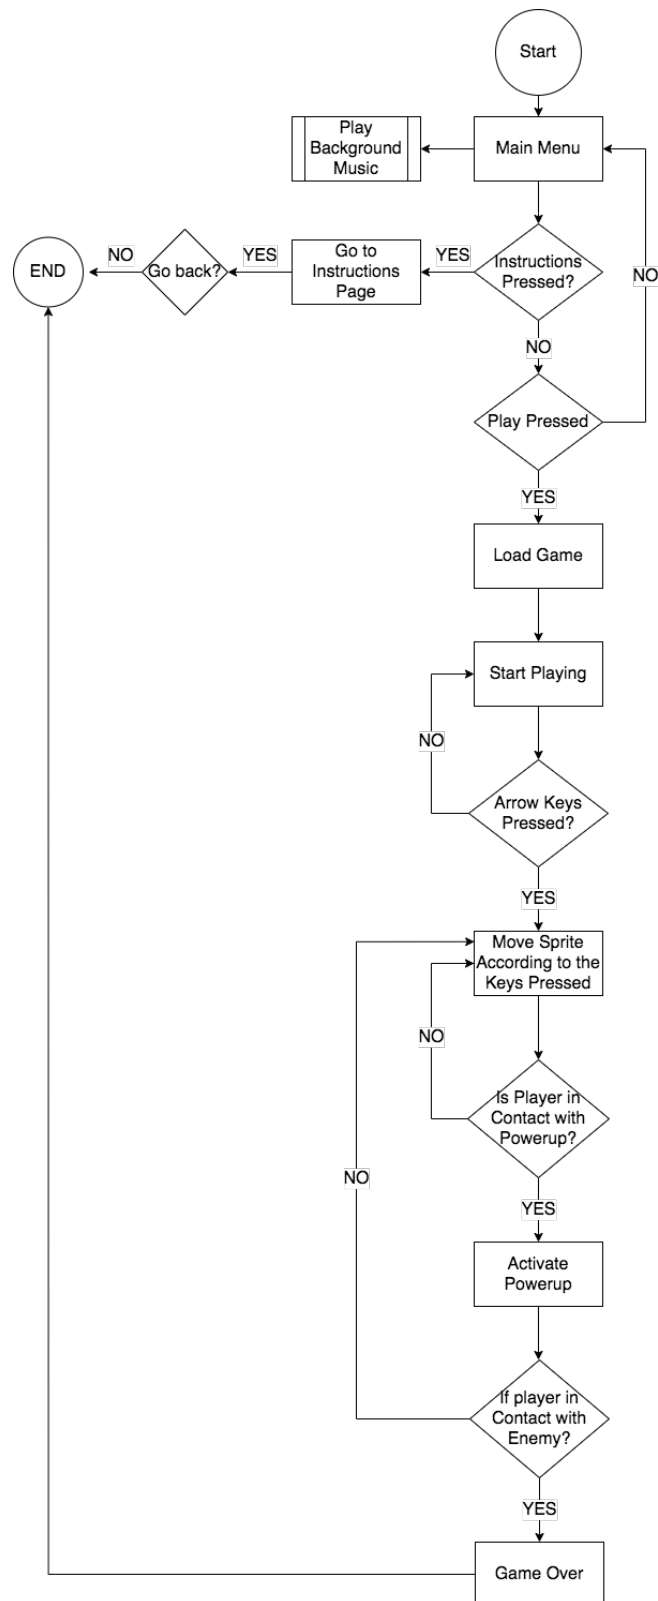 Start
Play
Background
Music
Main Menu
END
NO
Go back?
YES
Go to
Instructions
Page
YES
Instructions
Pressed?
NO
NO
Play Pressed
YES
Load Game
Start Playing
NO
Arrow Keys
Pressed?
YES
Move Sprite
According to the
Keys Pressed
NO
Is Player in
Contact with
Powerup?
NO
YES
Activate
Powerup
If player in
Contact with
Enemy?
YES
Game Over